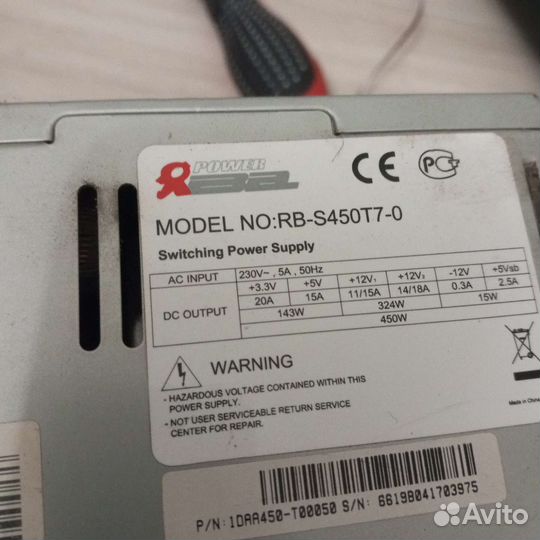 POWER
CE
PC
MODEL NO:RB-S450T7-0
Switching Power Supply
AC INPUT 230V~ , 5A , 50Hz
DC OUTPUT +3.3V +5V +12V₁ +12V₂ -12V +5Vsb
20A 15A 11/15A 14/18A 0.3A 2.5A
143W 324W 15W
450W
WARNING
- HAZARDOUS VOLTAGE CONTAINED WITHIN THIS
POWER SUPPLY.
- NOT USER SERVICEABLE RETURN SERVICE
CENTER FOR REPAIR.
Made in China
P/N: 1DAA450-T00050 S/N: 6619B041703975
Avito